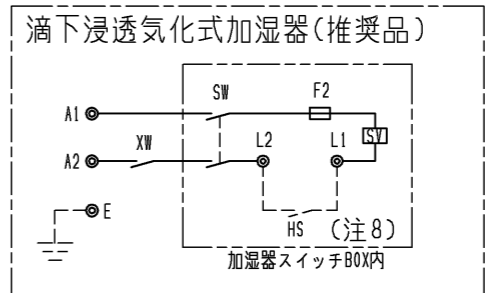 滴下浸透気化式加湿器(推奨品)
SW F2
A1 SV
XW L2 L1
A2
E
HS (注8)
加湿器スイッチBOX内